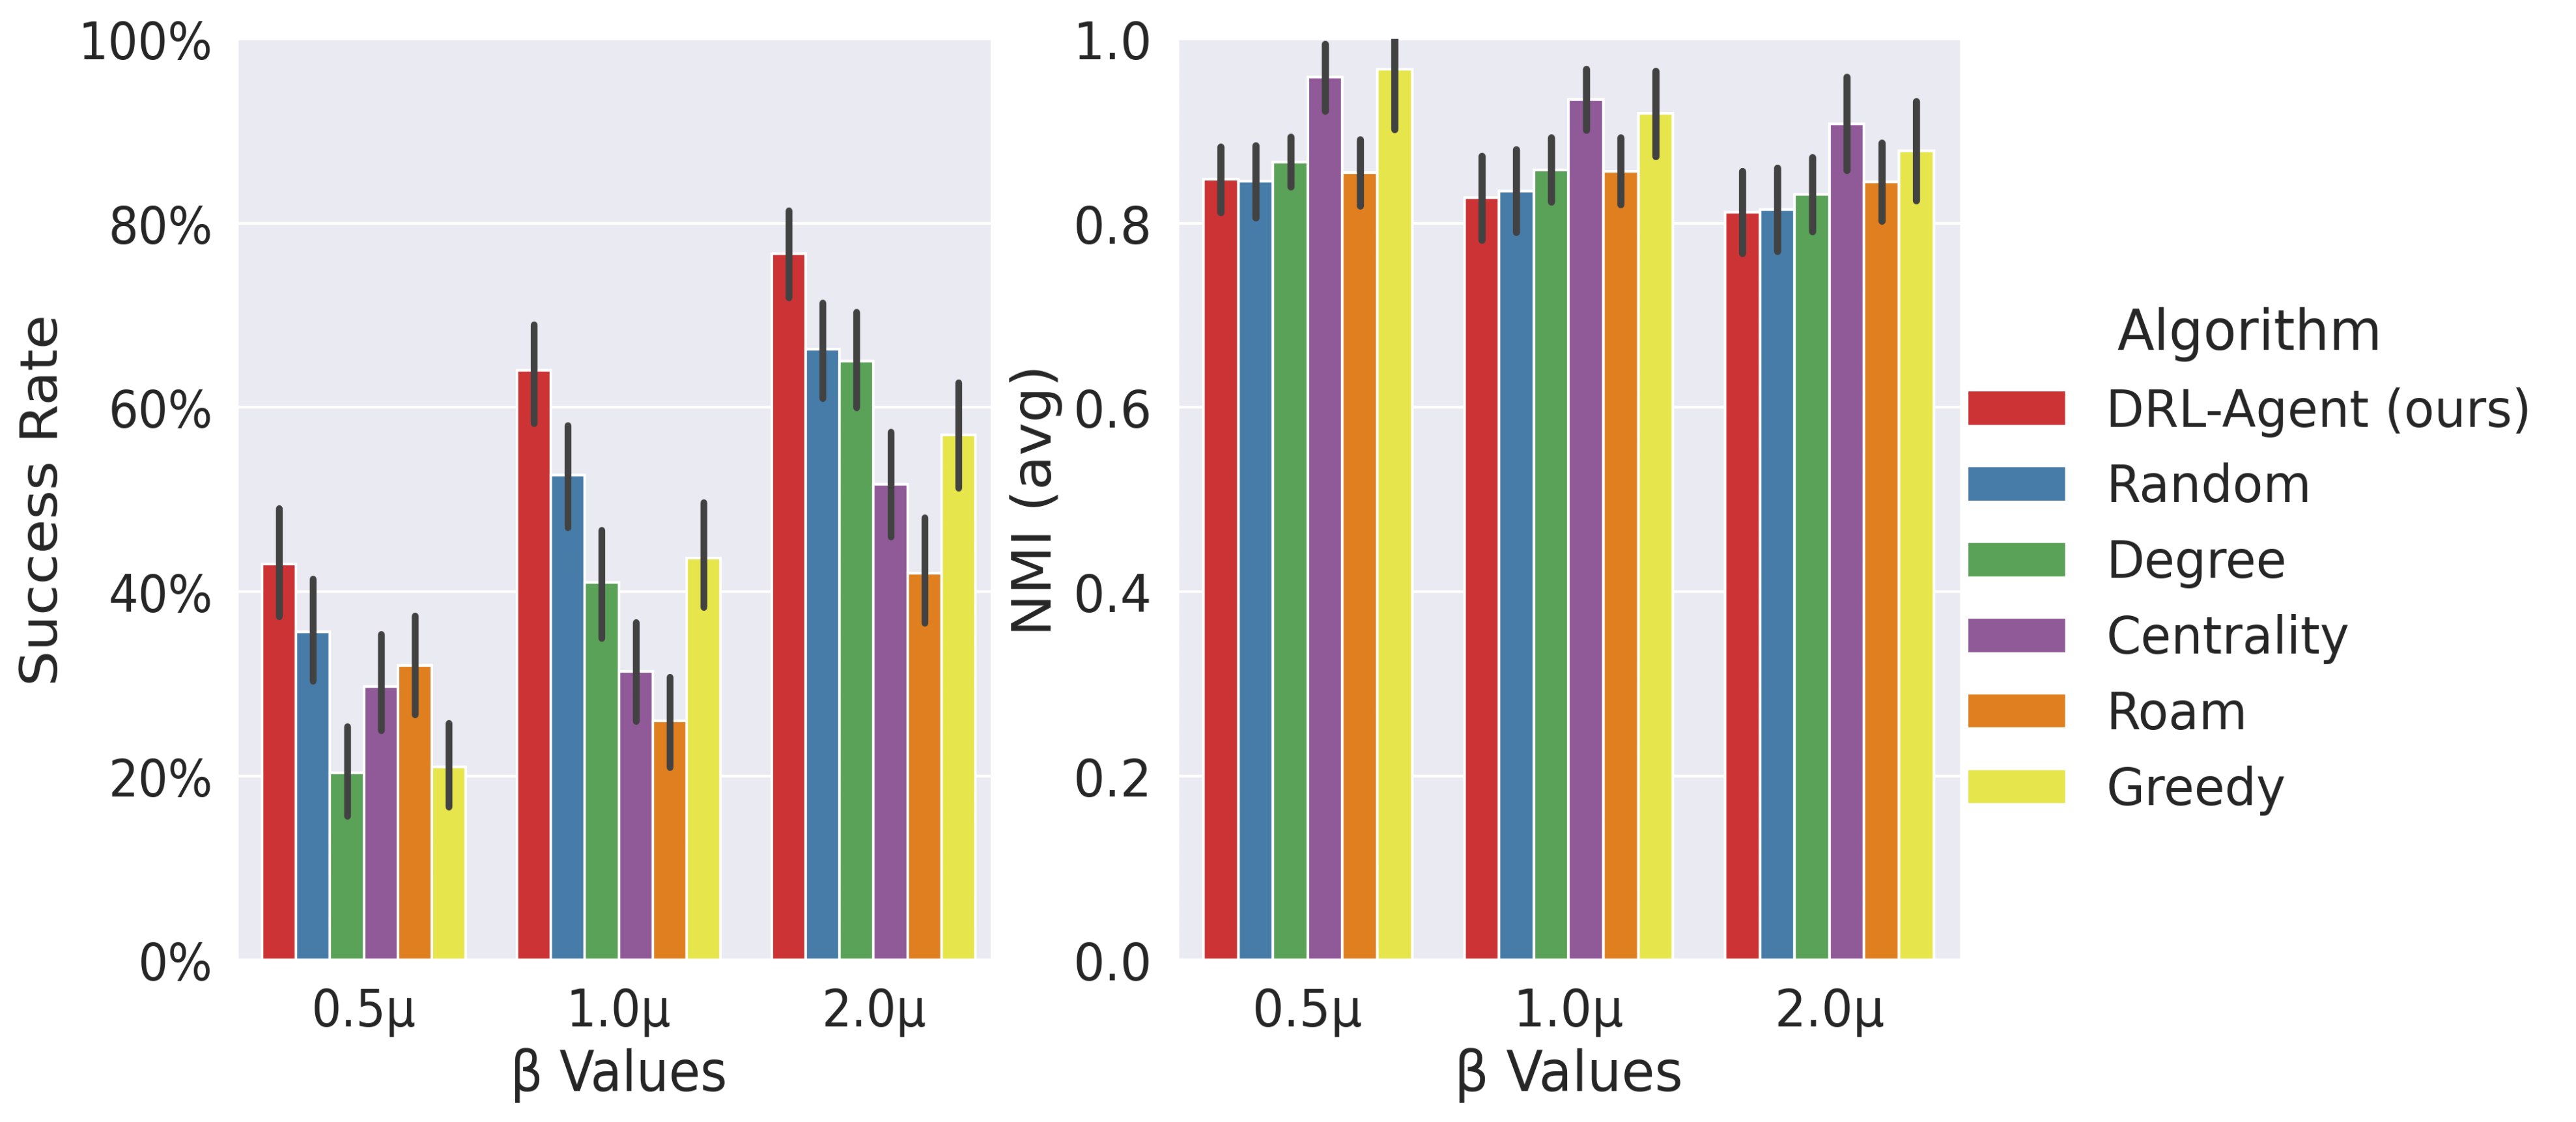 100%
80%
60%
40%
20%
0%
Success Rate
0.5μ 1.0μ 2.0μ
β Values
1.0
0.8
0.6
0.4
0.2
0.0
NMI (avg)
0.5μ 1.0μ 2.0μ
β Values
Algorithm
DRL-Agent (ours)
Random
Degree
Centrality
Roam
Greedy